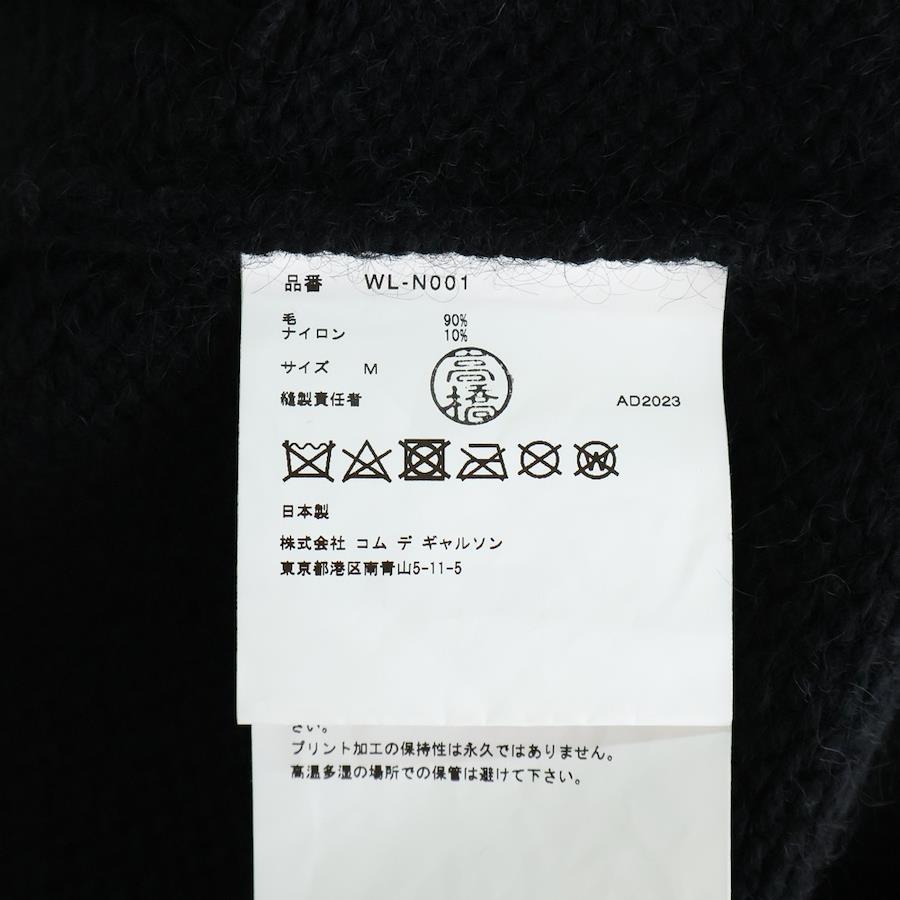 品番 WL-N001
毛 90%
ナイロン 10%
サイズ M
高橋
縫製責任者 AD2023
W
日本製
株式会社 コム デ ギャルソン
東京都港区南青山5-11-5
さい。
プリント加工の保持性は永久ではありません。
高温多湿の場所での保管は避けて下さい。